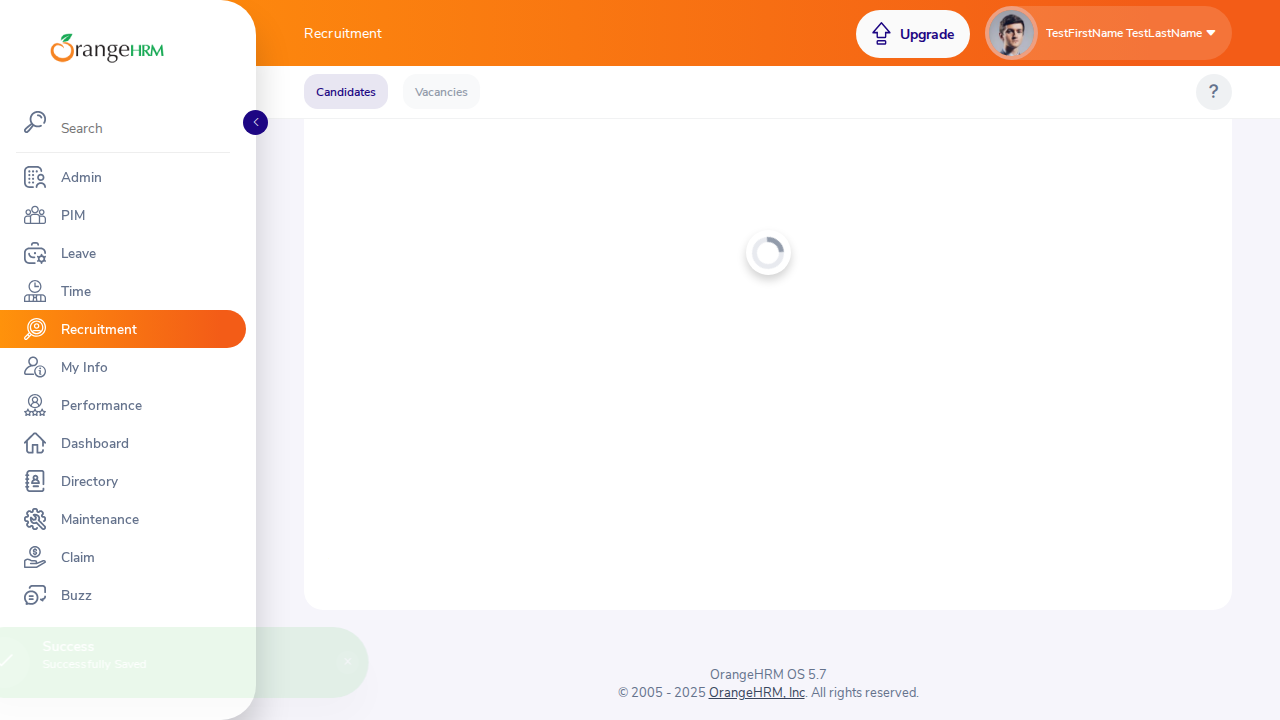 OrangeHRM
Recruitment
Upgrade
TestFirstName TestLastName
Candidates
Vacancies
?
Search
Admin
PIM
Leave
Time
Recruitment
My Info
Performance
Dashboard
Directory
Maintenance
Claim
Buzz
Success
Successfully Saved
×
OrangeHRM OS 5.7
© 2005 - 2025 OrangeHRM, Inc. All rights reserved.